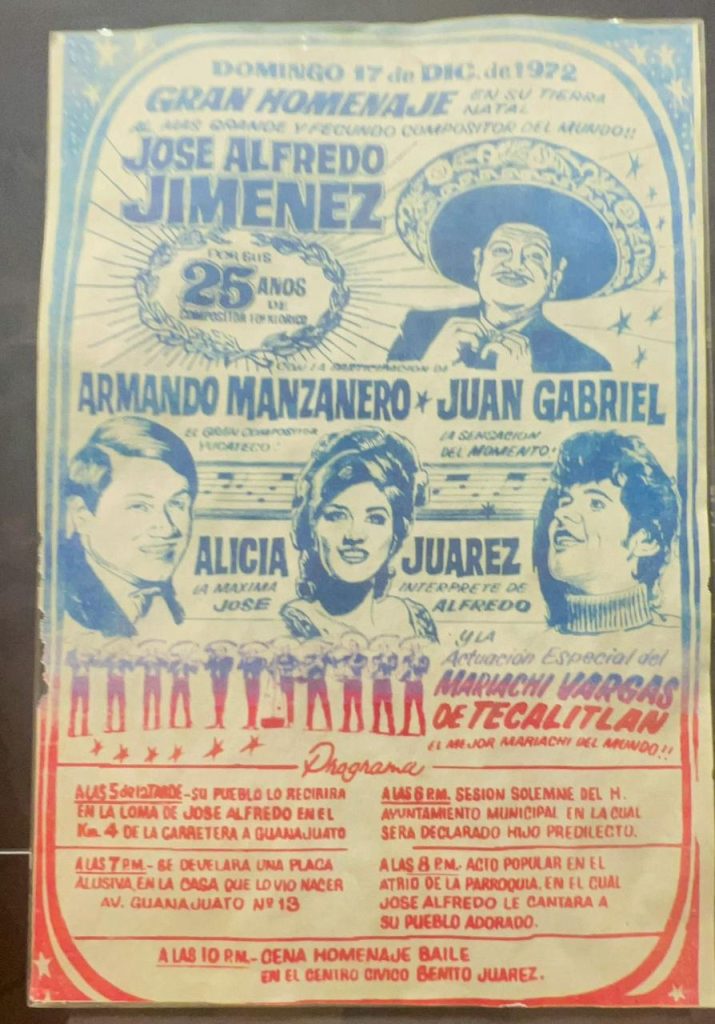 DOMINGO 17 de DIC. de 1972
GRAN HOMENAJE EN SU TIERRA NATAL
AL MAS GRANDE Y FECUNDO COMPOSITOR DEL MUNDO!!
JOSE ALFREDO
JIMENEZ
POR SUS
25 AÑOS
DE
COMPOSITOR FOLKLORICO
CON LA PARTICIPACION DE
ARMANDO MANZANERO ★ JUAN GABRIEL
EL GRAN COMPOSITOR
YUCATECO
LA SENSACION
DEL MOMENTO!
ALICIA JUAREZ
LA MAXIMA INTERPRETE DE
JOSE ALFREDO
Y LA
Actuación Especial del
MARIACHI VARGAS
DE TECALITLAN
EL MEJOR MARIACHI DEL MUNDO!!
Programa
A LAS 5 de la TARDE - SU PUEBLO LO RECIRIRA
EN LA LOMA DE JOSE ALFREDO EN EL
Km. 4 DE LA CARRETERA A GUANAJUATO
A LAS 6 P.M. SESION SOLEMNE DEL H.
AYUNTAMIENTO MUNICIPAL EN LA CUAL
SERA DECLARADO HIJO PREDILECTO.
A LAS 7 P.M.- SE DEVELARA UNA PLACA
ALUSIVA, EN LA CASA QUE LO VIO NACER
AV. GUANAJUATO Nº 13
A LAS 8 P.M. ACTO POPULAR EN EL
ATRIO DE LA PARROQUIA. EN EL CUAL
JOSE ALFREDO LE CANTARA A
SU PUEBLO ADORADO.
A LAS 10 P.M.- CENA HOMENAJE BAILE
EN EL CENTRO CIVICO BENITO JUAREZ.